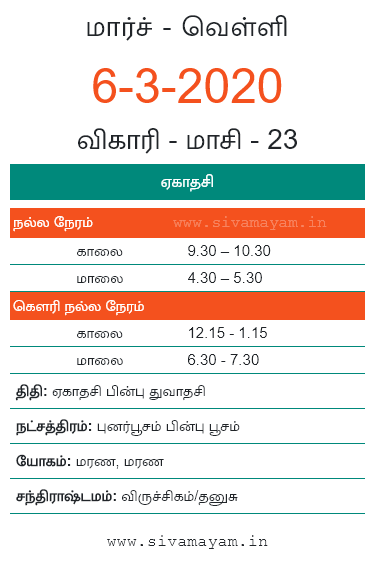 மார்ச் - வெள்ளி
6-3-2020
விகாரி - மாசி - 23
ஏகாதசி
நல்ல நேரம் www.sivamayam.in
காலை 9.30 – 10.30
மாலை 4.30 – 5.30
கௌரி நல்ல நேரம்
காலை 12.15 - 1.15
மாலை 6.30 - 7.30
திதி: ஏகாதசி பின்பு துவாதசி
நட்சத்திரம்: புனர்பூசம் பின்பு பூசம்
யோகம்: மரண, மரண
சந்திராஷ்டமம்: விருச்சிகம்/தனுசு
www.sivamayam.in